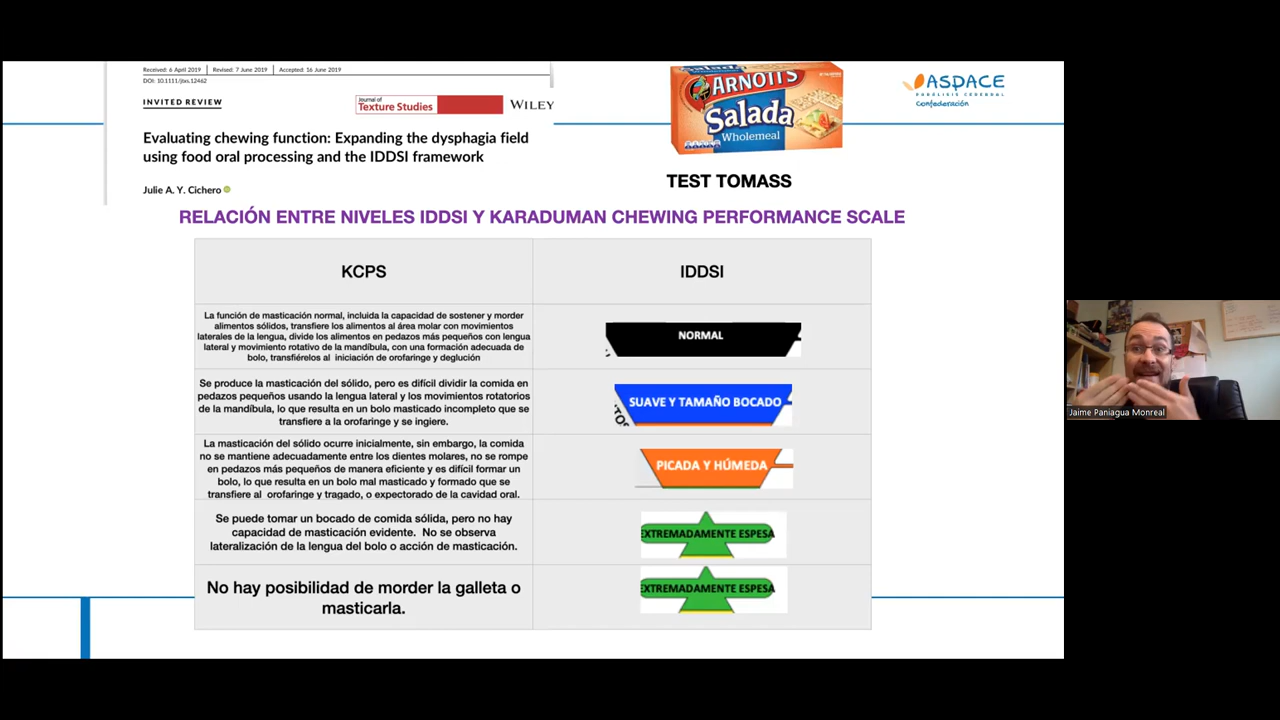 Received: 6 April 2019 | Revised: 7 June 2019 | Accepted: 16 June 2019
DOI: 10.1111/jtxs.12462
INVITED REVIEW
Journal of
Texture Studies
WILEY
Evaluating chewing function: Expanding the dysphagia field
using food oral processing and the IDDSI framework
Julie A. Y. Cichero
ARNOTT'S
Salada
Wholemeal
ASPACE
PARÁLISIS CEREBRAL
Confederación
TEST TOMASS
RELACIÓN ENTRE NIVELES IDDSI Y KARADUMAN CHEWING PERFORMANCE SCALE
KCPS
IDDSI
La función de masticación normal, incluida la capacidad de sostener y morder
alimentos sólidos, transfiere los alimentos al área molar con movimientos
laterales de la lengua, divide los alimentos en pedazos más pequeños con lengua
lateral y movimiento rotativo de la mandíbula, con una formación adecuada de
bolo, transfiérelos al iniciación de orofaringe y deglución
NORMAL
Se produce la masticación del sólido, pero es difícil dividir la comida en
pedazos pequeños usando la lengua lateral y los movimientos rotatorios
de la mandíbula, lo que resulta en un bolo masticado incompleto que se
transfiere a la orofaringe y se ingiere.
SUAVE Y TAMAÑO BOCADO
La masticación del sólido ocurre inicialmente, sin embargo, la comida
no se mantiene adecuadamente entre los dientes molares, no se rompe
en pedazos más pequeños de manera eficiente y es difícil formar un
bolo, lo que resulta en un bolo mal masticado y formado que se
transfiere al orofaringe y tragado, o expectorado de la cavidad oral.
PICADA Y HÚMEDA
Se puede tomar un bocado de comida sólida, pero no hay
capacidad de masticación evidente. No se observa
lateralización de la lengua del bolo o acción de masticación.
EXTREMADAMENTE ESPESA
No hay posibilidad de morder la galleta o
masticarla.
EXTREMADAMENTE ESPESA
Jaime Paniagua Monreal